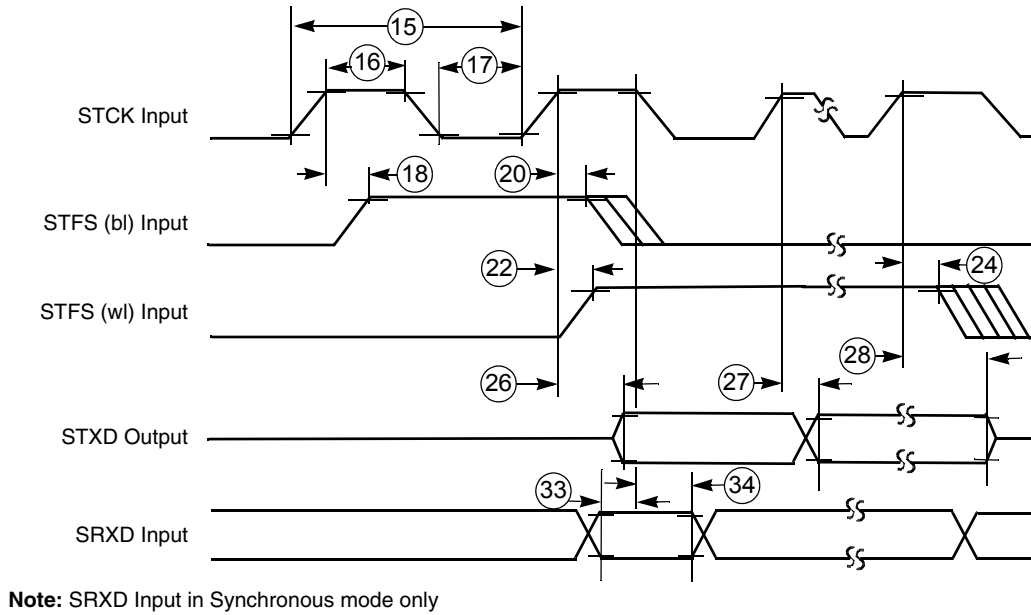 15
16
17
STCK Input
18
20
STFS (bl) Input
22
24
STFS (wl) Input
26
27
28
STXD Output
33
34
SRXD Input
Note: SRXD Input in Synchronous mode only